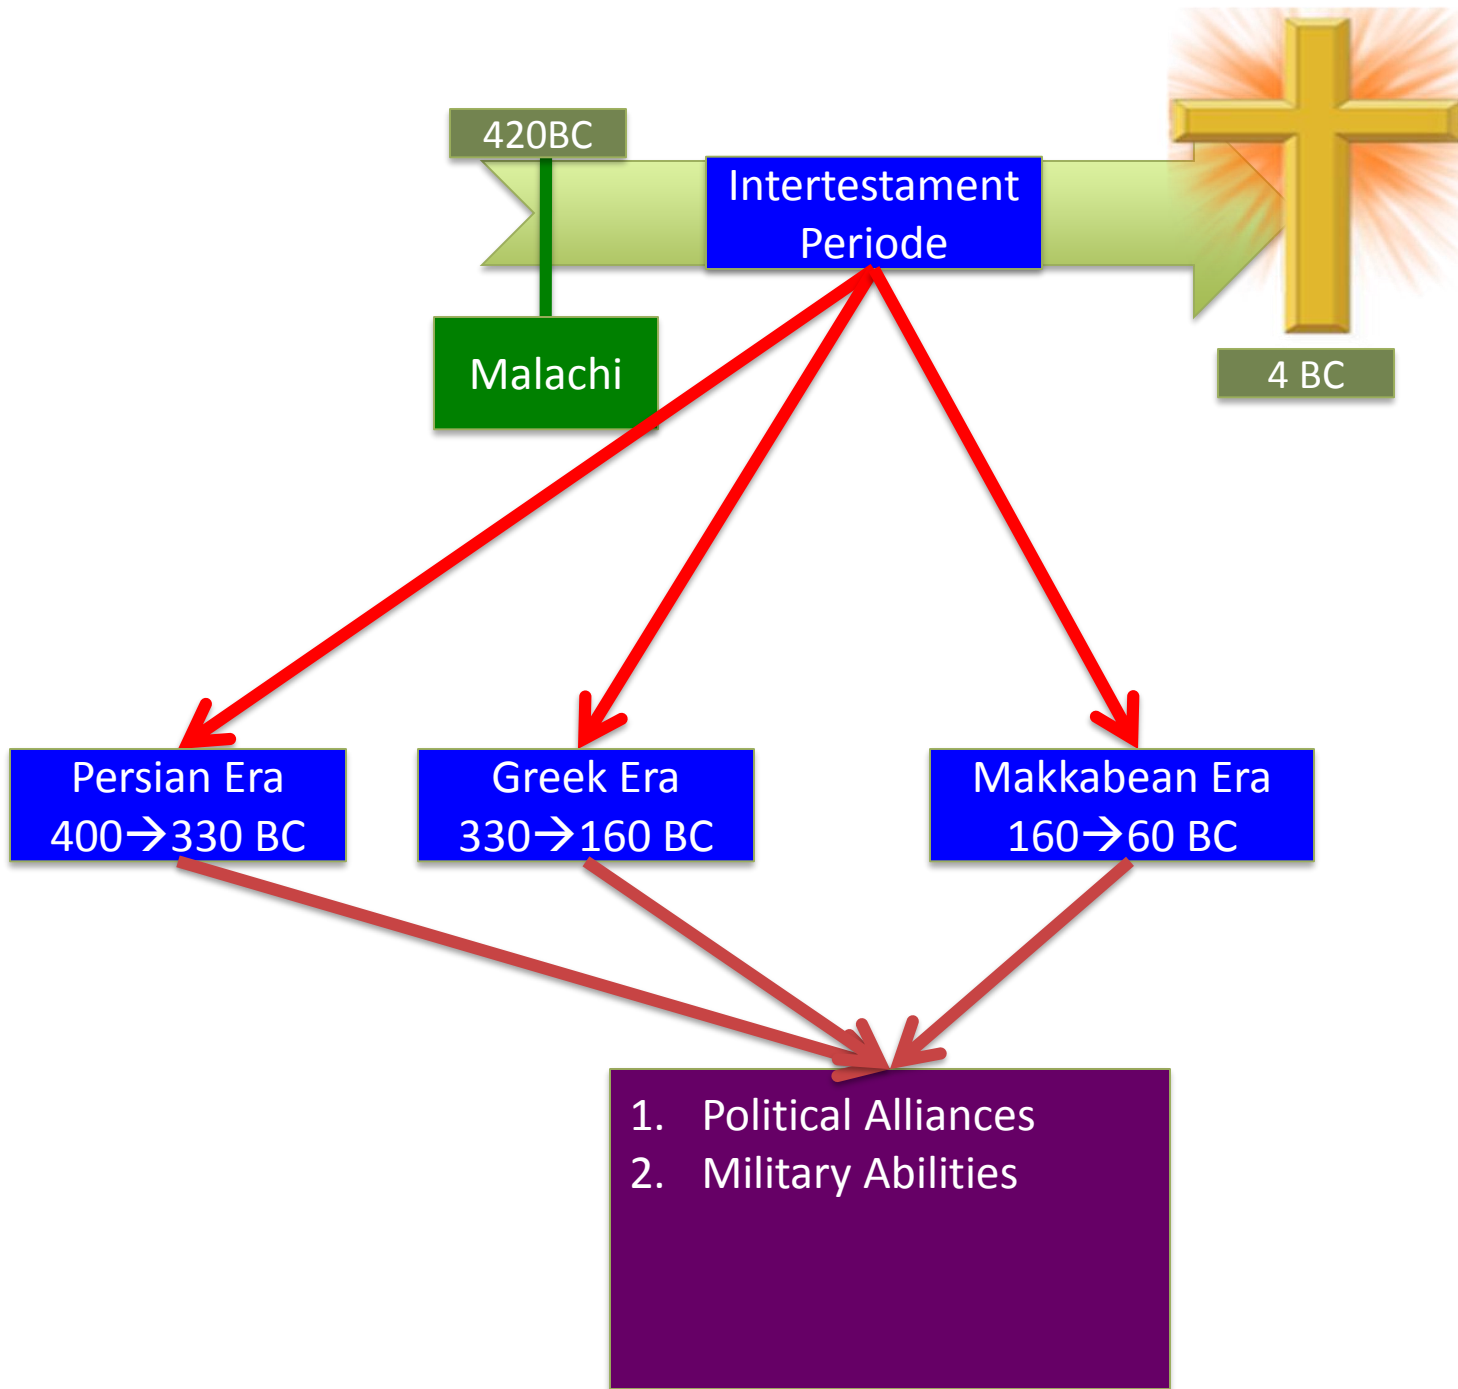 420BC
Intertestament
Periode
Malachi
4 BC
Persian Era
400→330 BC
Greek Era
330→160 BC
Makkabean Era
160→60 BC
1. Political Alliances
2. Military Abilities